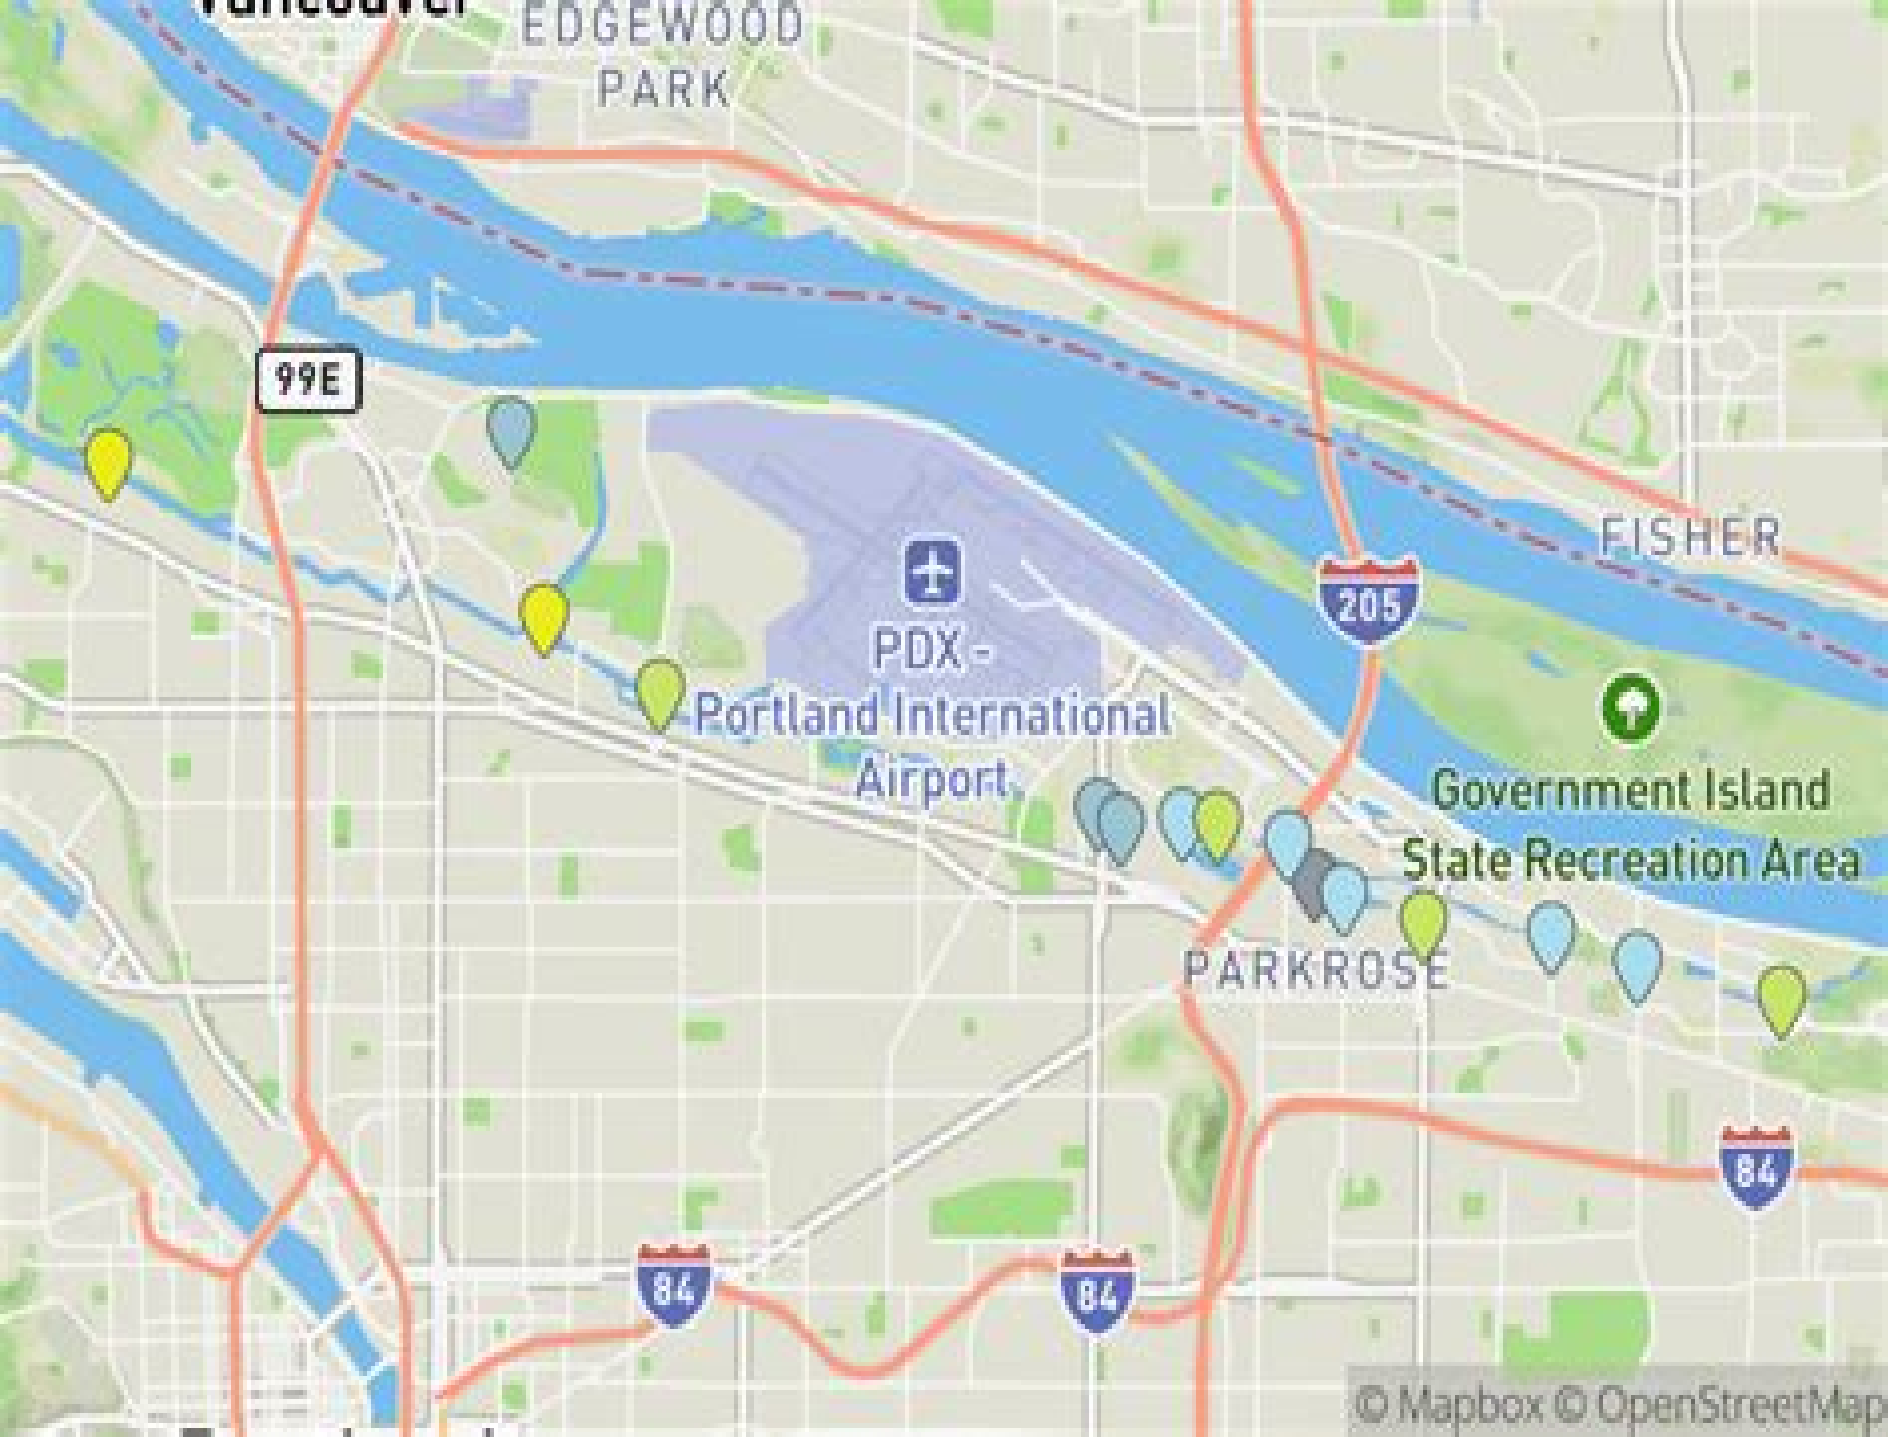 Vancouver
EDGEWOOD
PARK
99E
FISHER
205
PDX -
Portland International
Airport
Government Island
State Recreation Area
PARKROSE
84
84
84
© Mapbox © OpenStreetMap